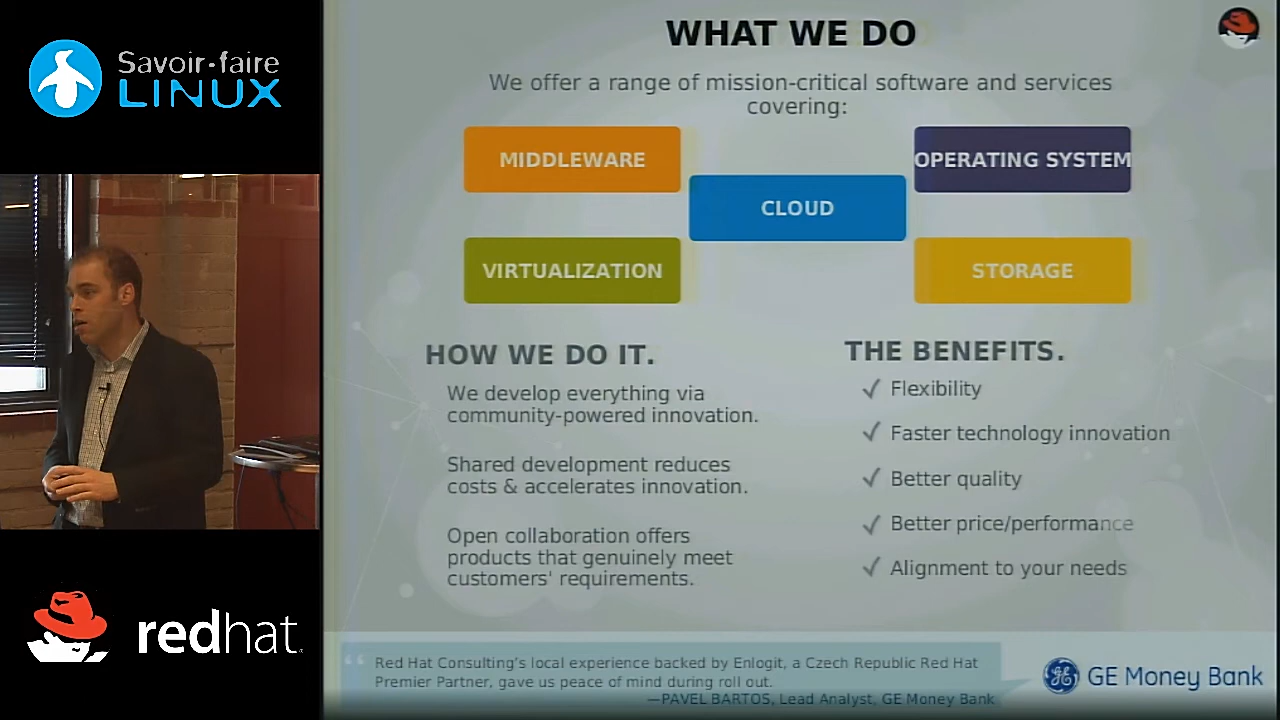 Savoir-faire
LINUX
redhat.
WHAT WE DO
We offer a range of mission-critical software and services
covering:
MIDDLEWARE
OPERATING SYSTEM
CLOUD
VIRTUALIZATION
STORAGE
HOW WE DO IT.
We develop everything via
community-powered innovation.
Shared development reduces
costs & accelerates innovation.
Open collaboration offers
products that genuinely meet
customers' requirements.
THE BENEFITS.
✓ Flexibility
✓ Faster technology innovation
✓ Better quality
✓ Better price/performance
✓ Alignment to your needs
“ Red Hat Consulting's local experience backed by Enlogit, a Czech Republic Red Hat
Premier Partner, gave us peace of mind during roll out.
—PAVEL BARTOS, Lead Analyst, GE Money Bank
GE Money Bank